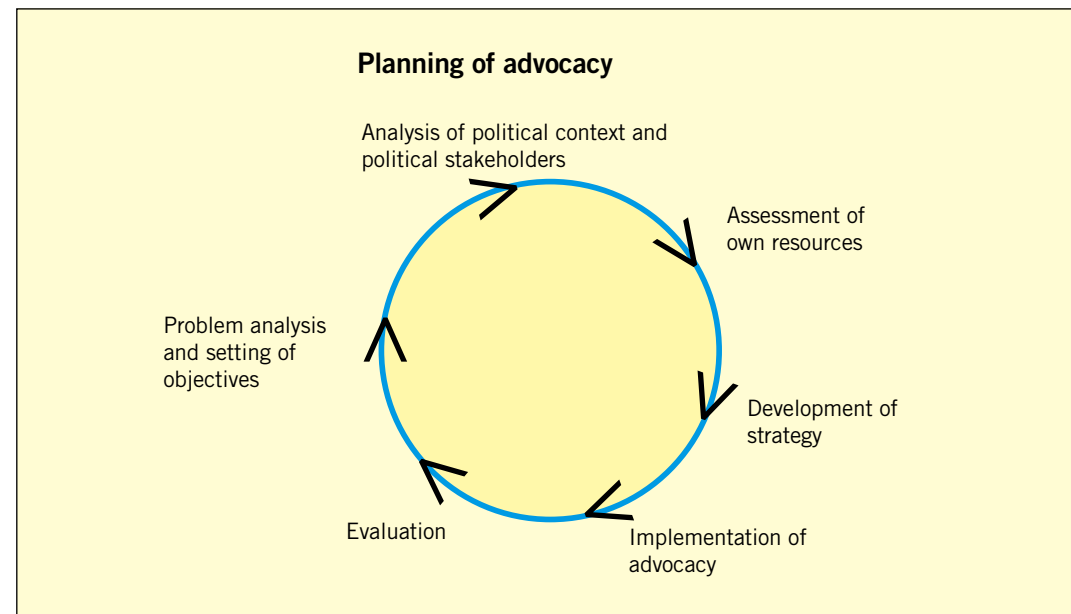 Planning of advocacy
Analysis of political context and
political stakeholders
Assessment of
own resources
Development of
strategy
Implementation of
advocacy
Evaluation
Problem analysis
and setting of
objectives